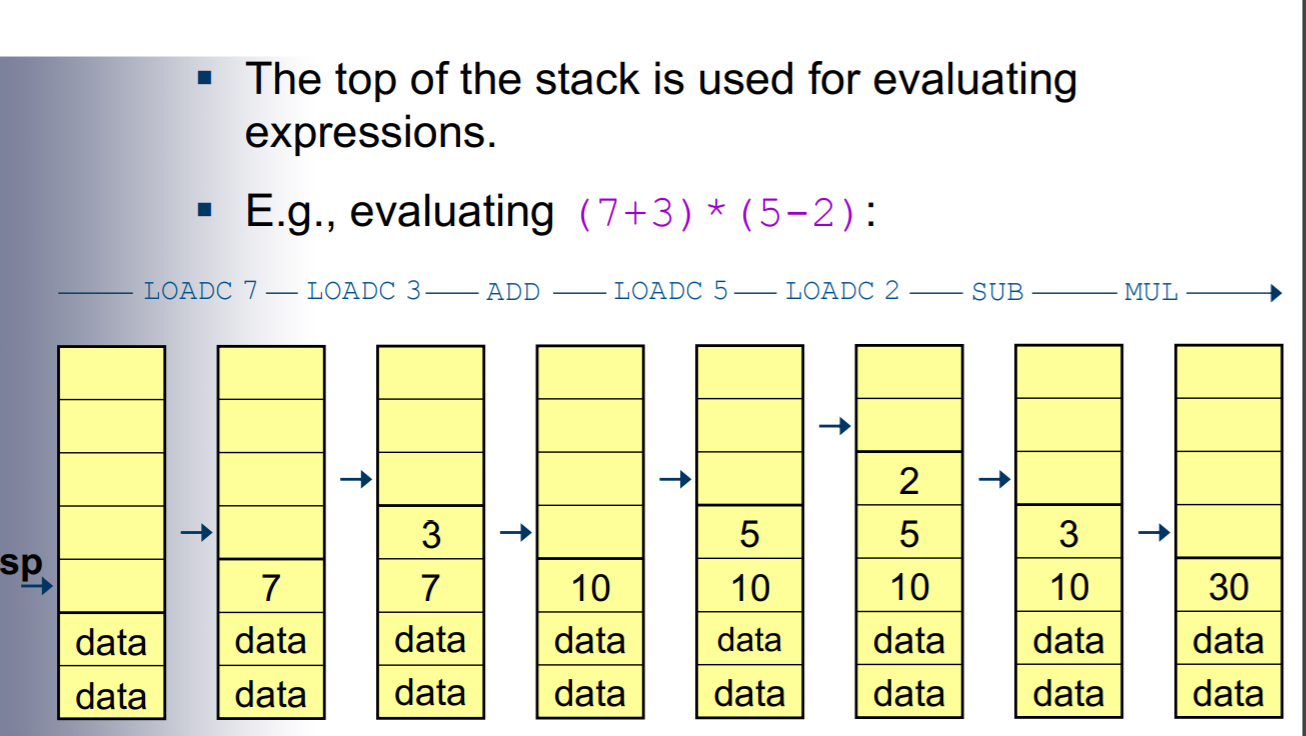 ▪ The top of the stack is used for evaluating
expressions.
▪ E.g., evaluating (7+3)*(5-2):
LOADC 7 LOADC 3 ADD LOADC 5 LOADC 2 SUB MUL
2
3 5 5 3
sp
7 7 10 10 10 10 30
data data data data data data data data
data data data data data data data data